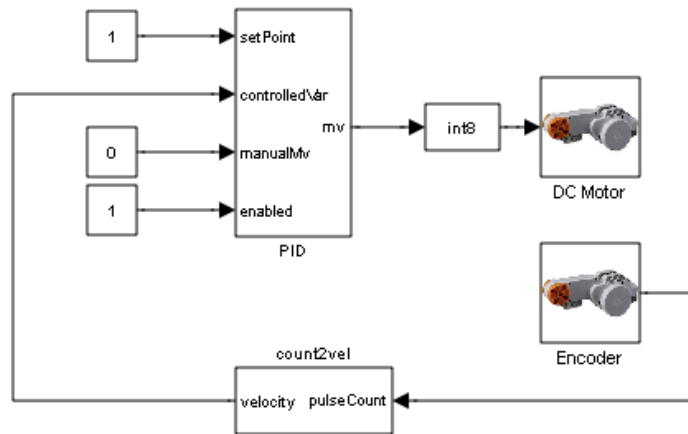 1
setPoint
controlledVar
mv
int8
0
manualMv
1
enabled
DC Motor
PID
Encoder
count2vel
velocity
pulseCount